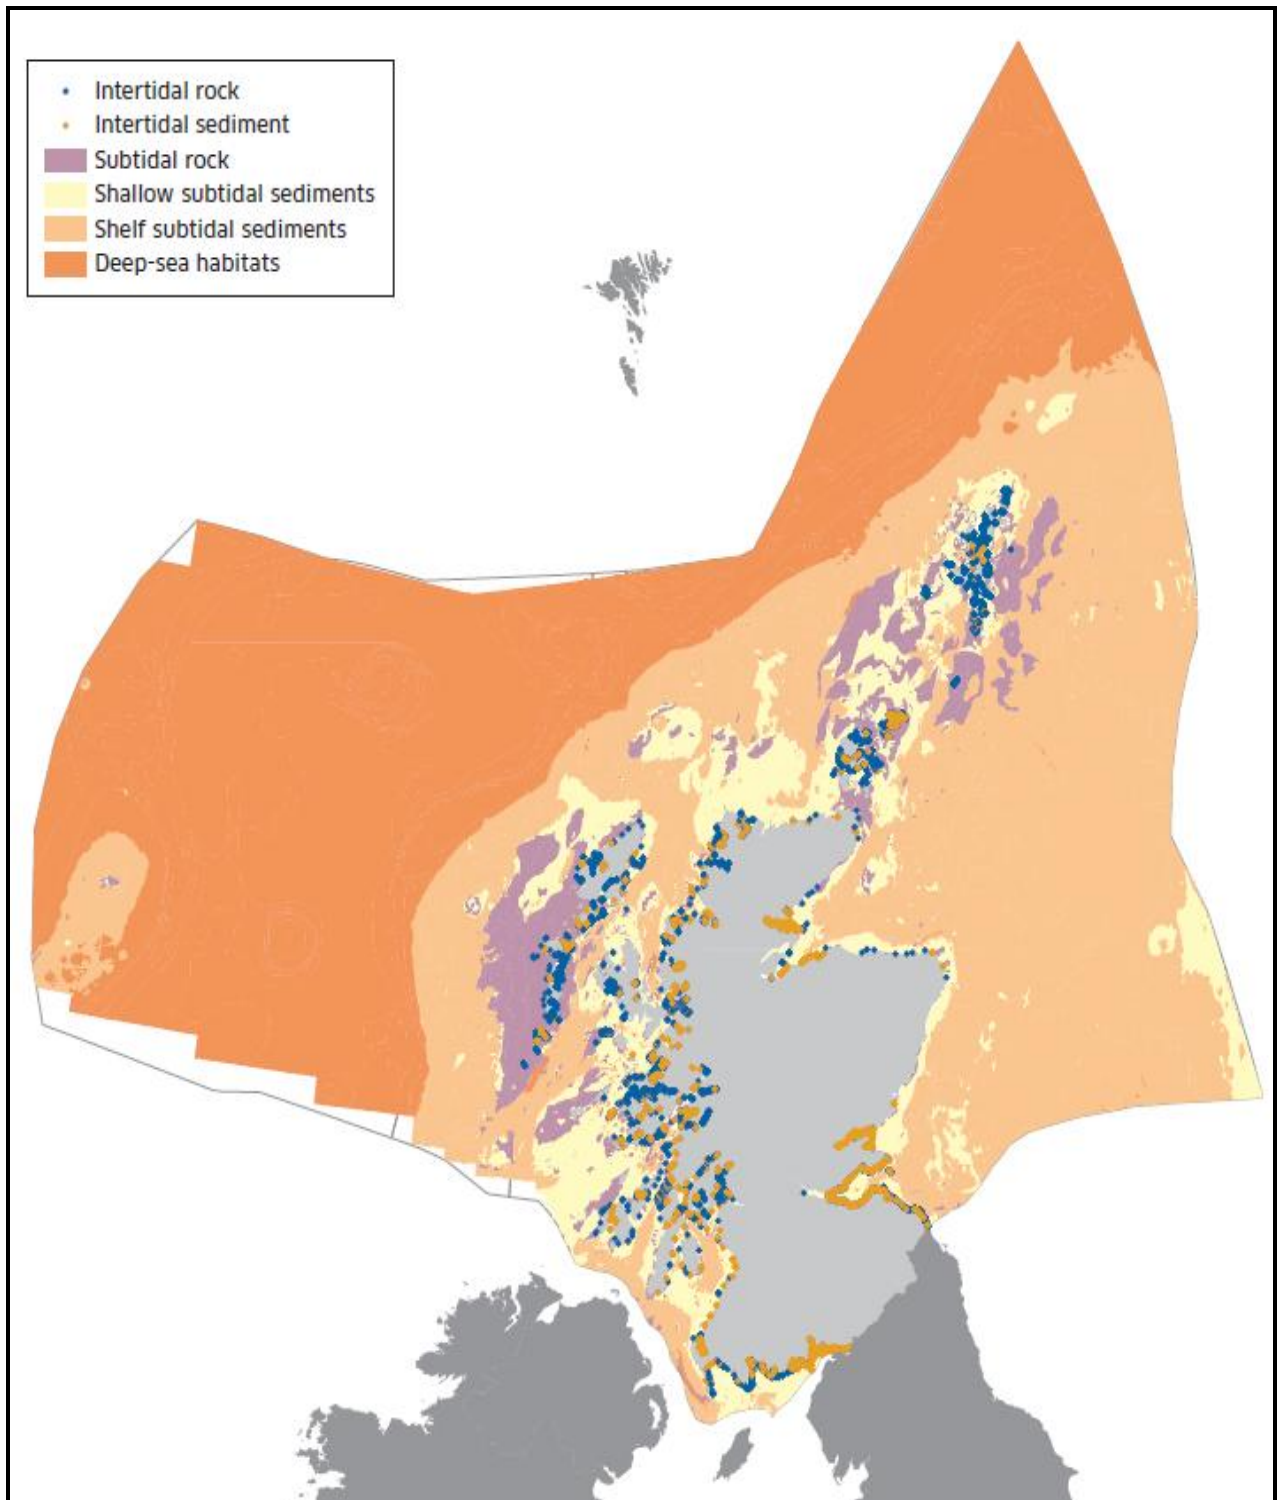 Intertidal rock
Intertidal sediment
Subtidal rock
Shallow subtidal sediments
Shelf subtidal sediments
Deep-sea habitats